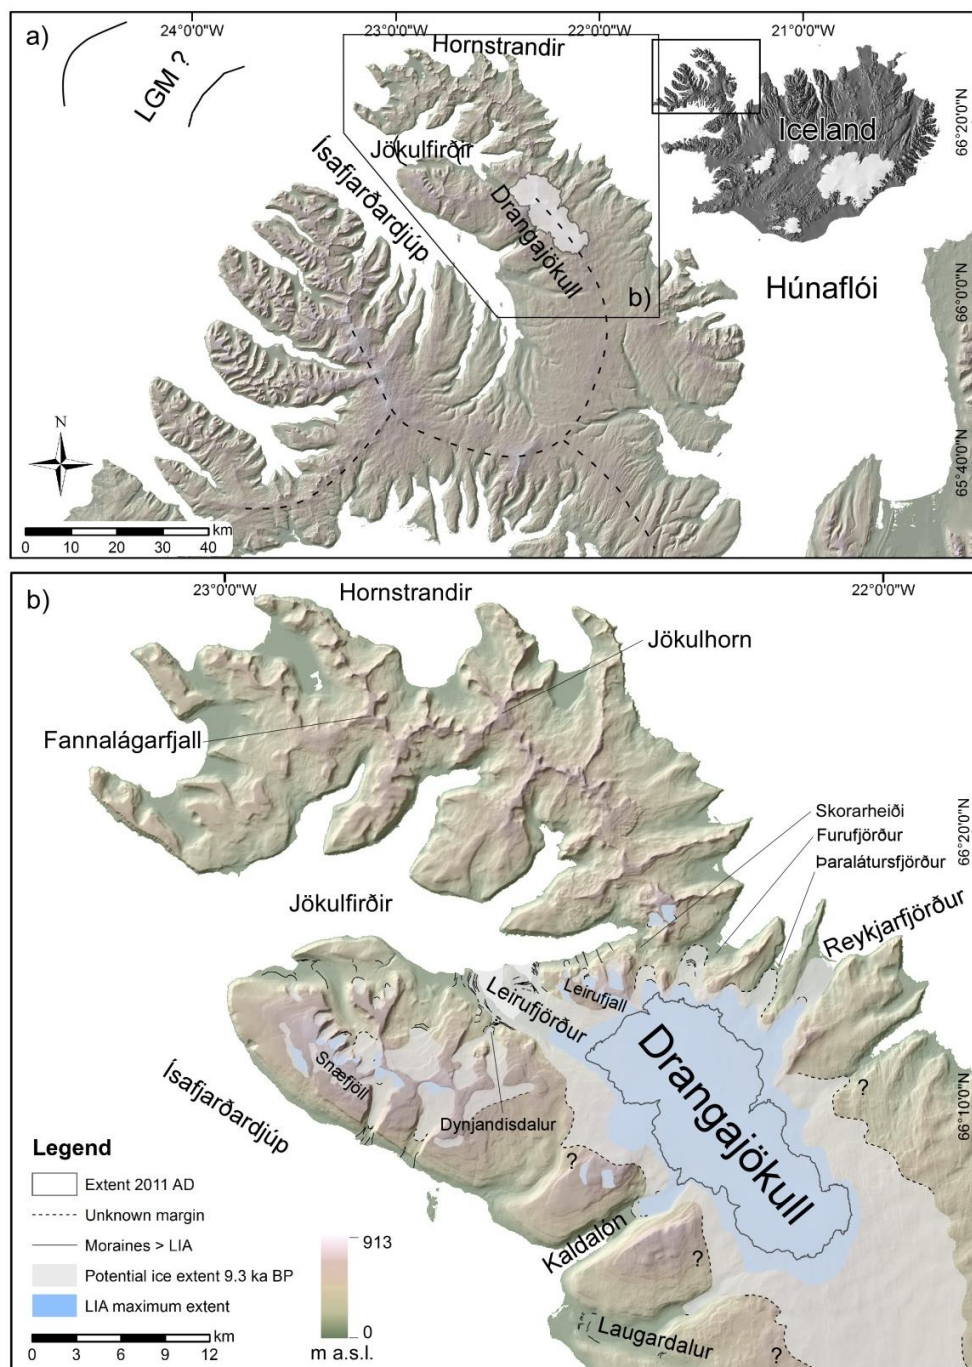 a)
24°0'0"W
23°0'0"W
22°0'0"W
21°0'0"W
Hornstrandir
LGM ?
Jökulfirðir
Iceland
66°20'0"N
Ísafjarðardjúp
Drangajökull
b)
Húnaflói
66°0'0"N
N
65°40'0"N
km
0 10 20 30 40
b)
23°0'0"W
22°0'0"W
Hornstrandir
Jökulhorn
Fannalágarfjall
Skorarheiði
Furufjörður
Þaralátursfjörður
66°20'0"N
Jökulfirðir
Reykjarfjörður
Leirufjörður
Leirufjall
Drangajökull
Snæfjöll
Ísafjarðardjúp
Dynjandisdalur
?
?
66°10'0"N
Kaldalón
?
Laugardalur
?
Legend
Extent 2011 AD
Unknown margin
Moraines > LIA
Potential ice extent 9.3 ka BP
LIA maximum extent
km
0 3 6 9 12
913
0
m a.s.l.